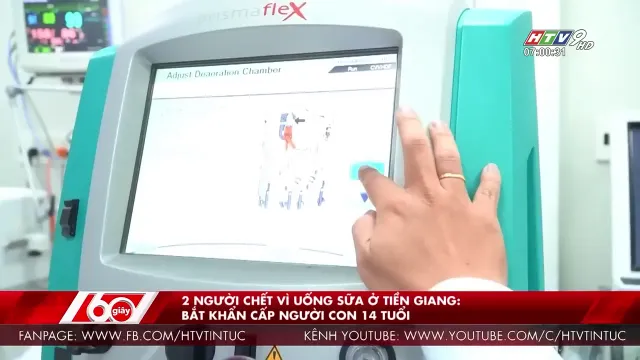 prismaflex
HTV9 HD
07:00:31
Adjust Deaeration Chamber
Run
60 giây
2 NGƯỜI CHẾT VÌ UỐNG SỮA Ở TIỀN GIANG:
BẮT KHẨN CẤP NGƯỜI CON 14 TUỔI
FANPAGE: WWW.FB.COM/HTVTINTUC KÊNH YOUTUBE: WWW.YOUTUBE.COM/C/HTVTINTUC